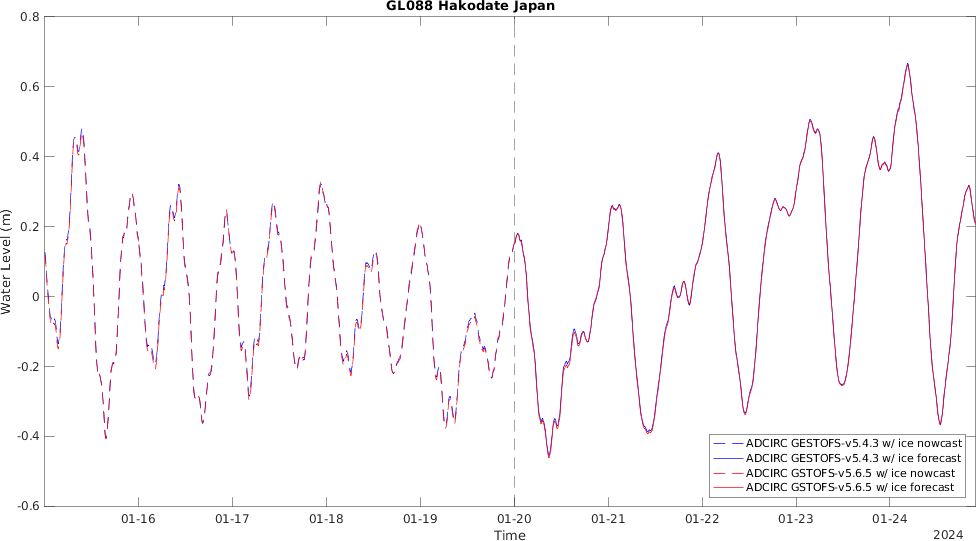 GL088 Hakodate Japan
0.8
0.6
0.4
0.2
0
-0.2
-0.4
-0.6
Water Level (m)
01-16 01-17 01-18 01-19 01-20 01-21 01-22 01-23 01-24
Time
2024
ADCIRC GESTOFS-v5.4.3 w/ ice nowcast
ADCIRC GESTOFS-v5.4.3 w/ ice forecast
ADCIRC GSTOFS-v5.6.5 w/ ice nowcast
ADCIRC GSTOFS-v5.6.5 w/ ice forecast